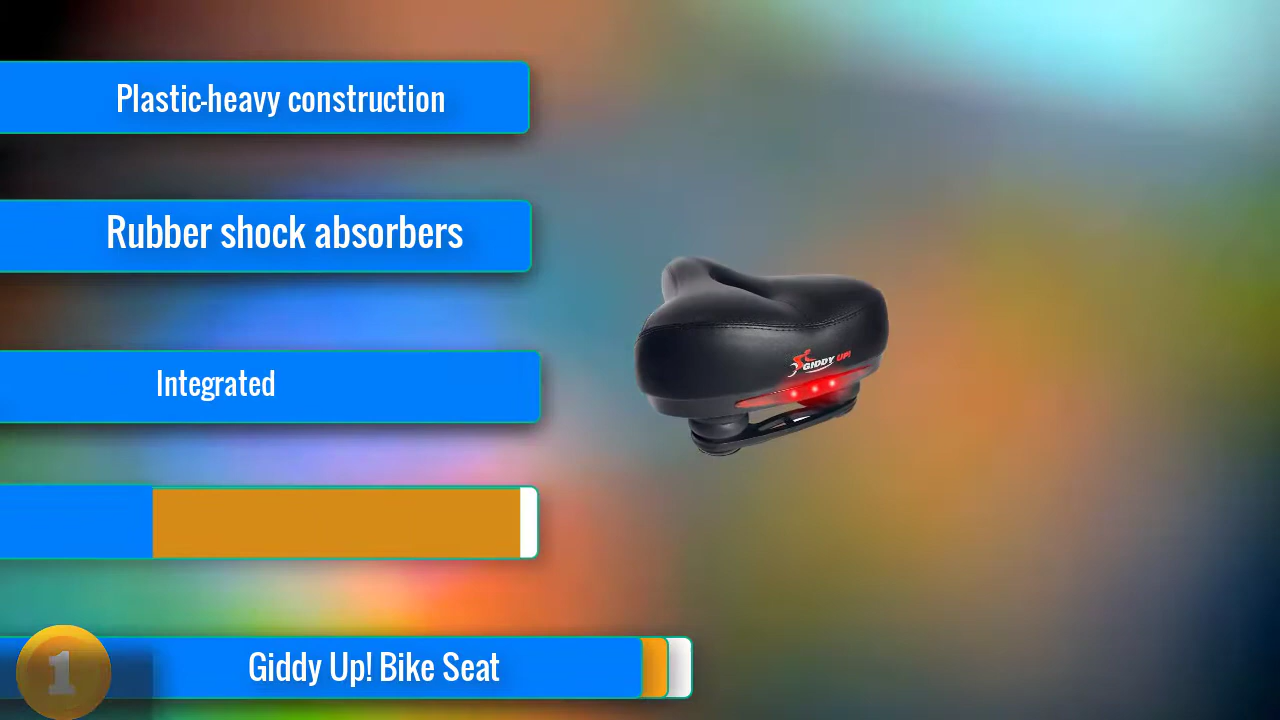 Plastic-heavy construction
Rubber shock absorbers
Integrated
GIDDY UP!
1
Giddy Up! Bike Seat